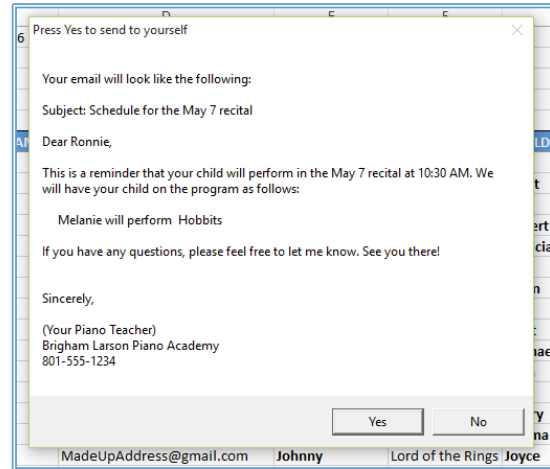 D E F
6
Press Yes to send to yourself
Your email will look like the following:
Subject: Schedule for the May 7 recital
Dear Ronnie,
This is a reminder that your child will perform in the May 7 recital at 10:30 AM. We
will have your child on the program as follows:
Melanie will perform  Hobbits
If you have any questions, please feel free to let me know. See you there!
Sincerely,
(Your Piano Teacher)
Brigham Larson Piano Academy
801-555-1234
Yes No
MadeUpAddress@gmail.com Johnny Lord of the Rings Joyce